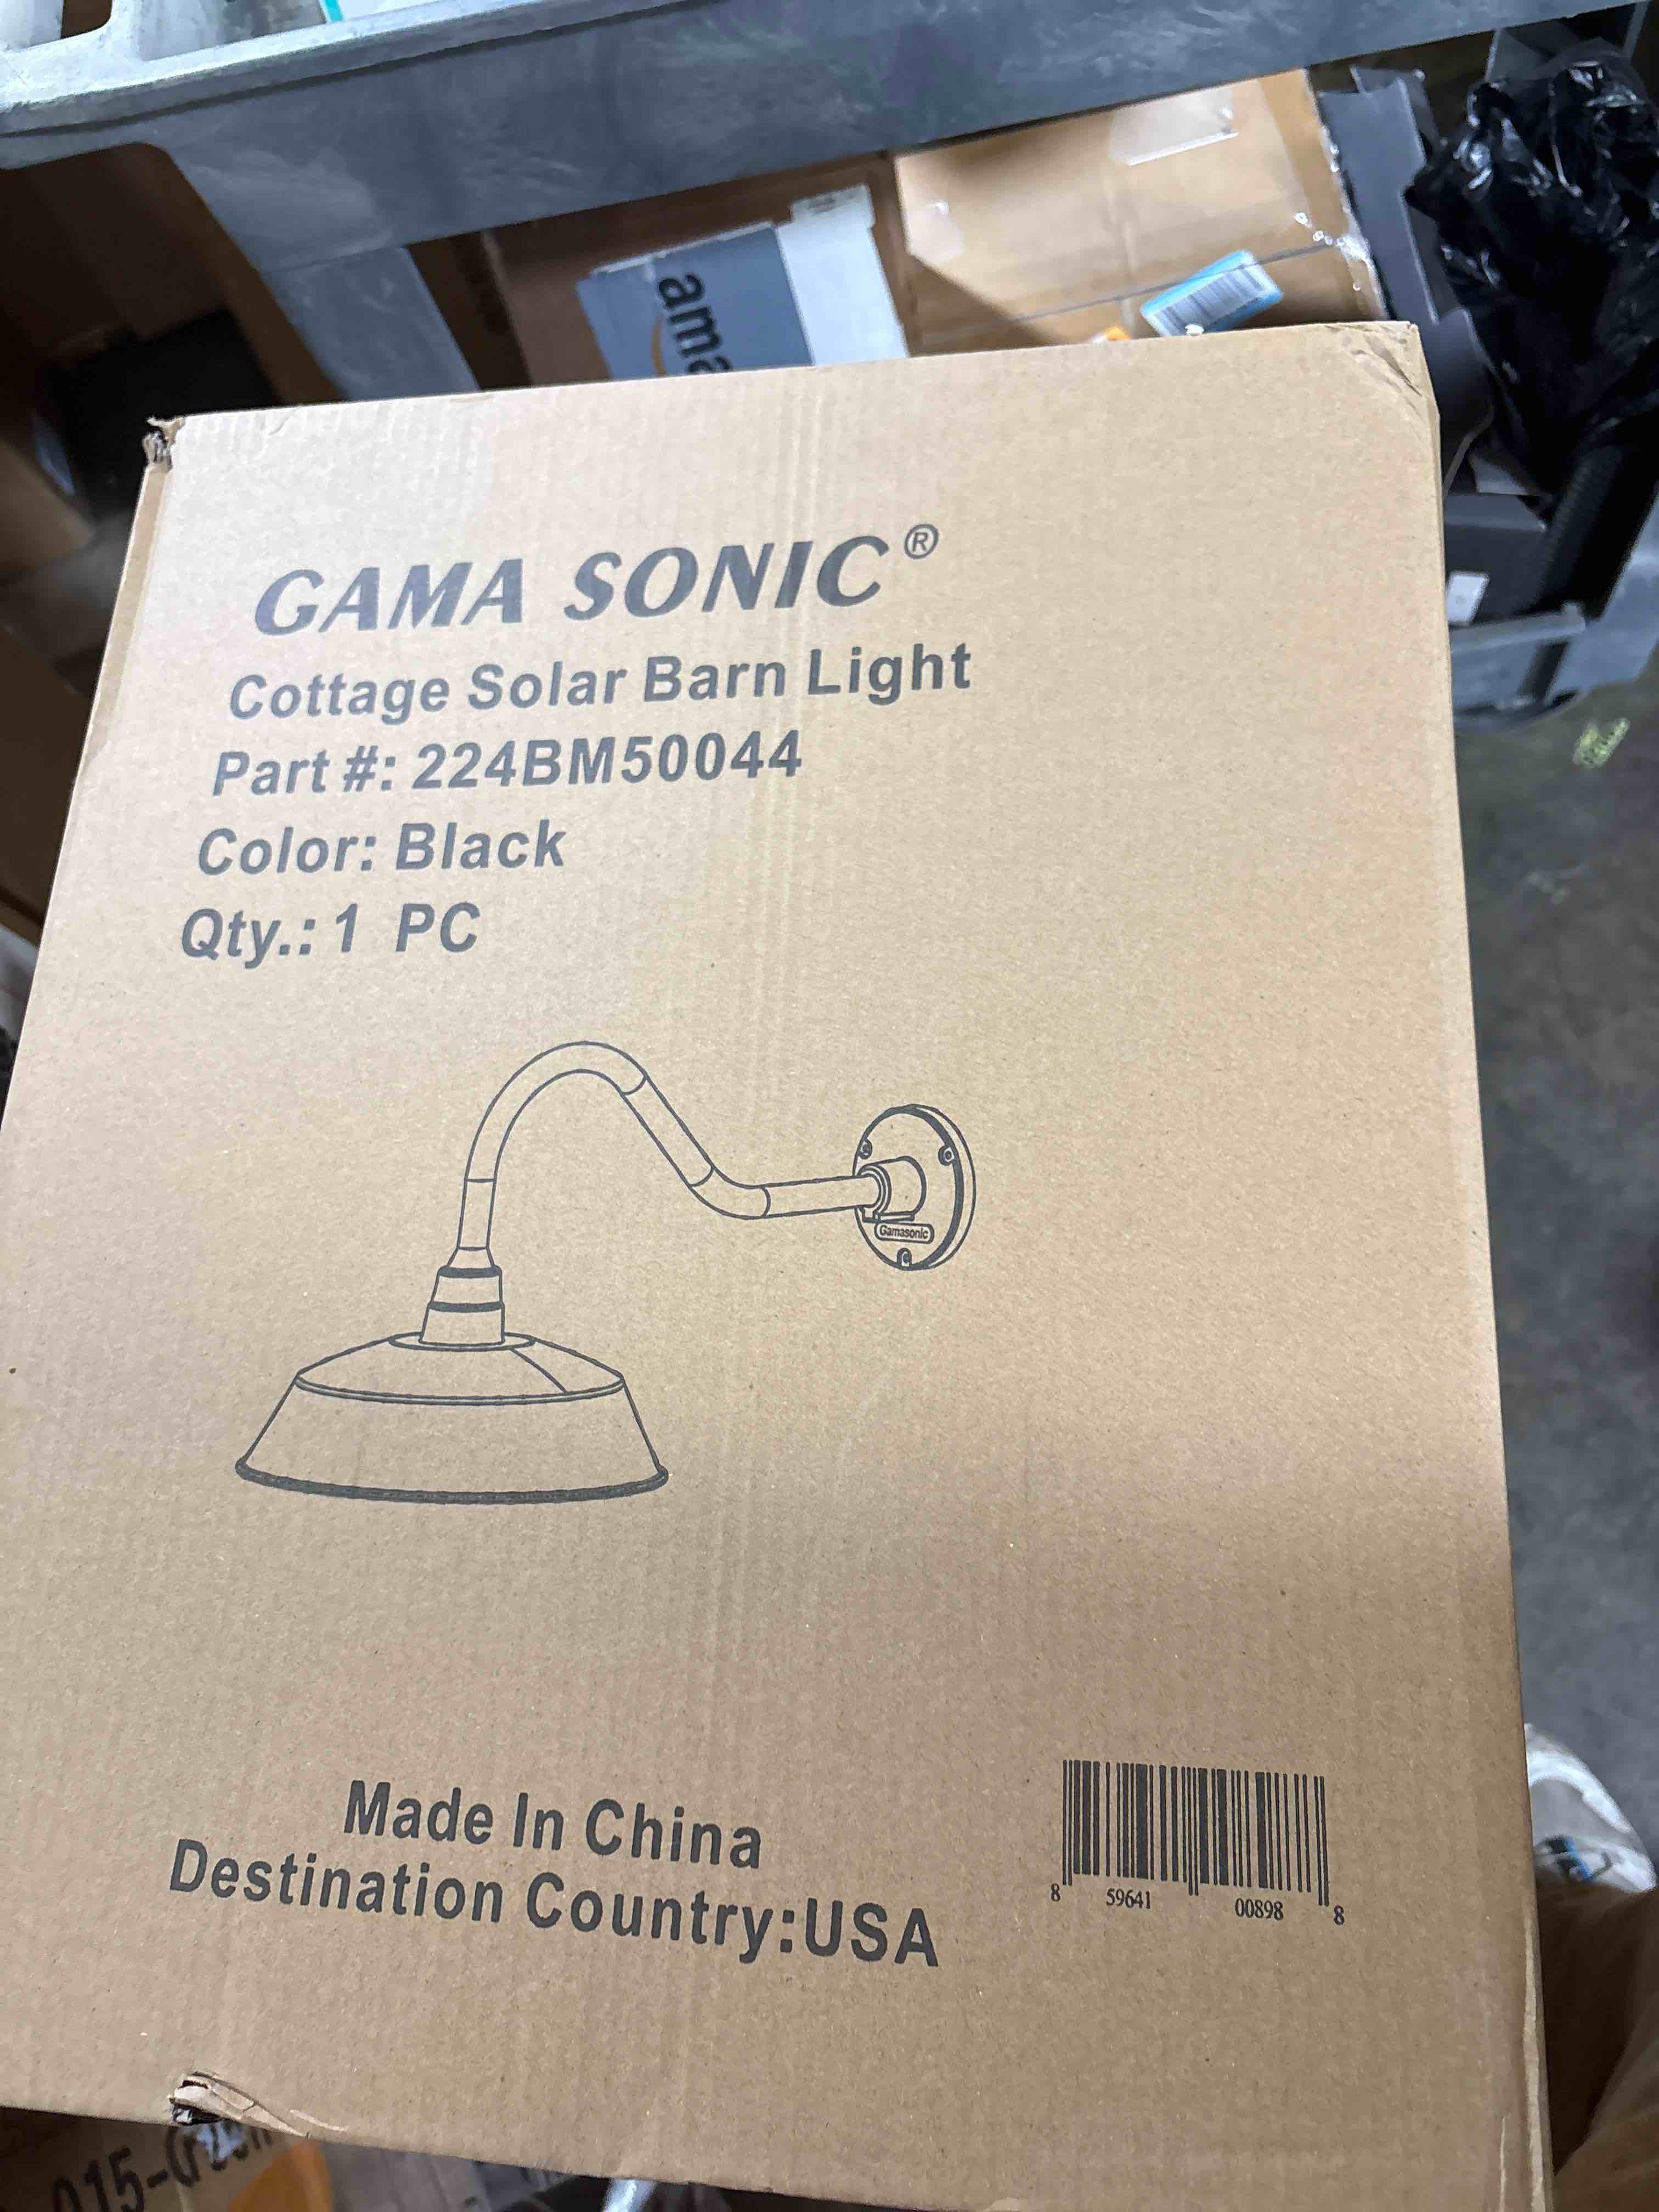 ama
GAMA SONIC®
Cottage Solar Barn Light
Part #: 224BM50044
Color: Black
Qty.: 1 PC
Gamasonic
Made In China
Destination Country:USA
8 59641 00898 8